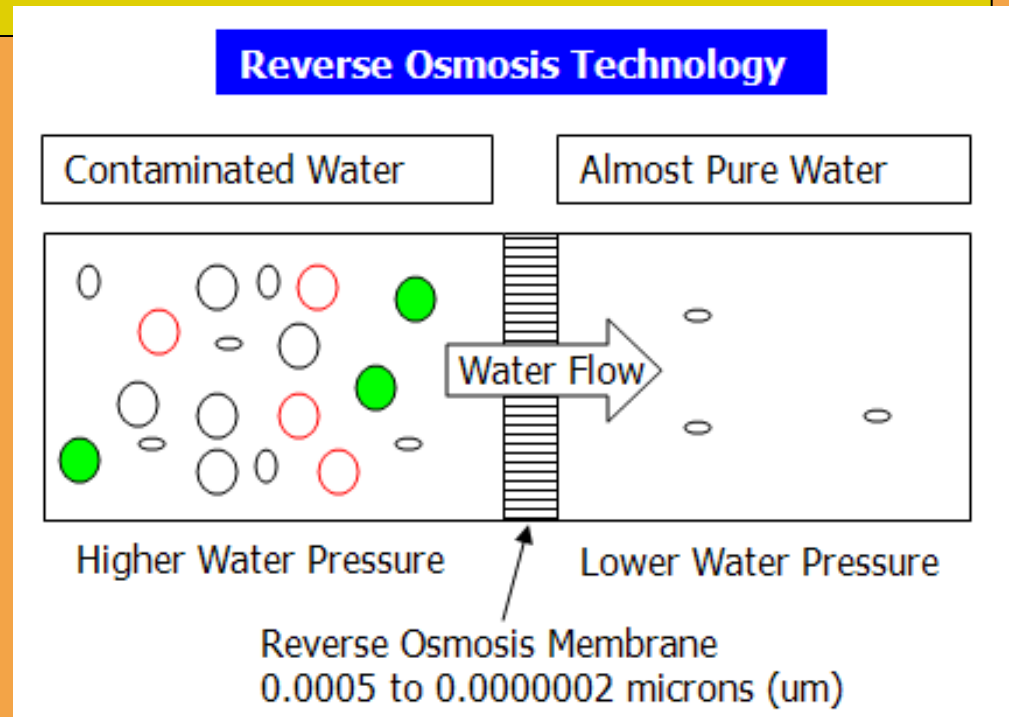 Reverse Osmosis Technology
Contaminated Water
Almost Pure Water
Water Flow
Higher Water Pressure
Lower Water Pressure
Reverse Osmosis Membrane
0.0005 to 0.0000002 microns (um)